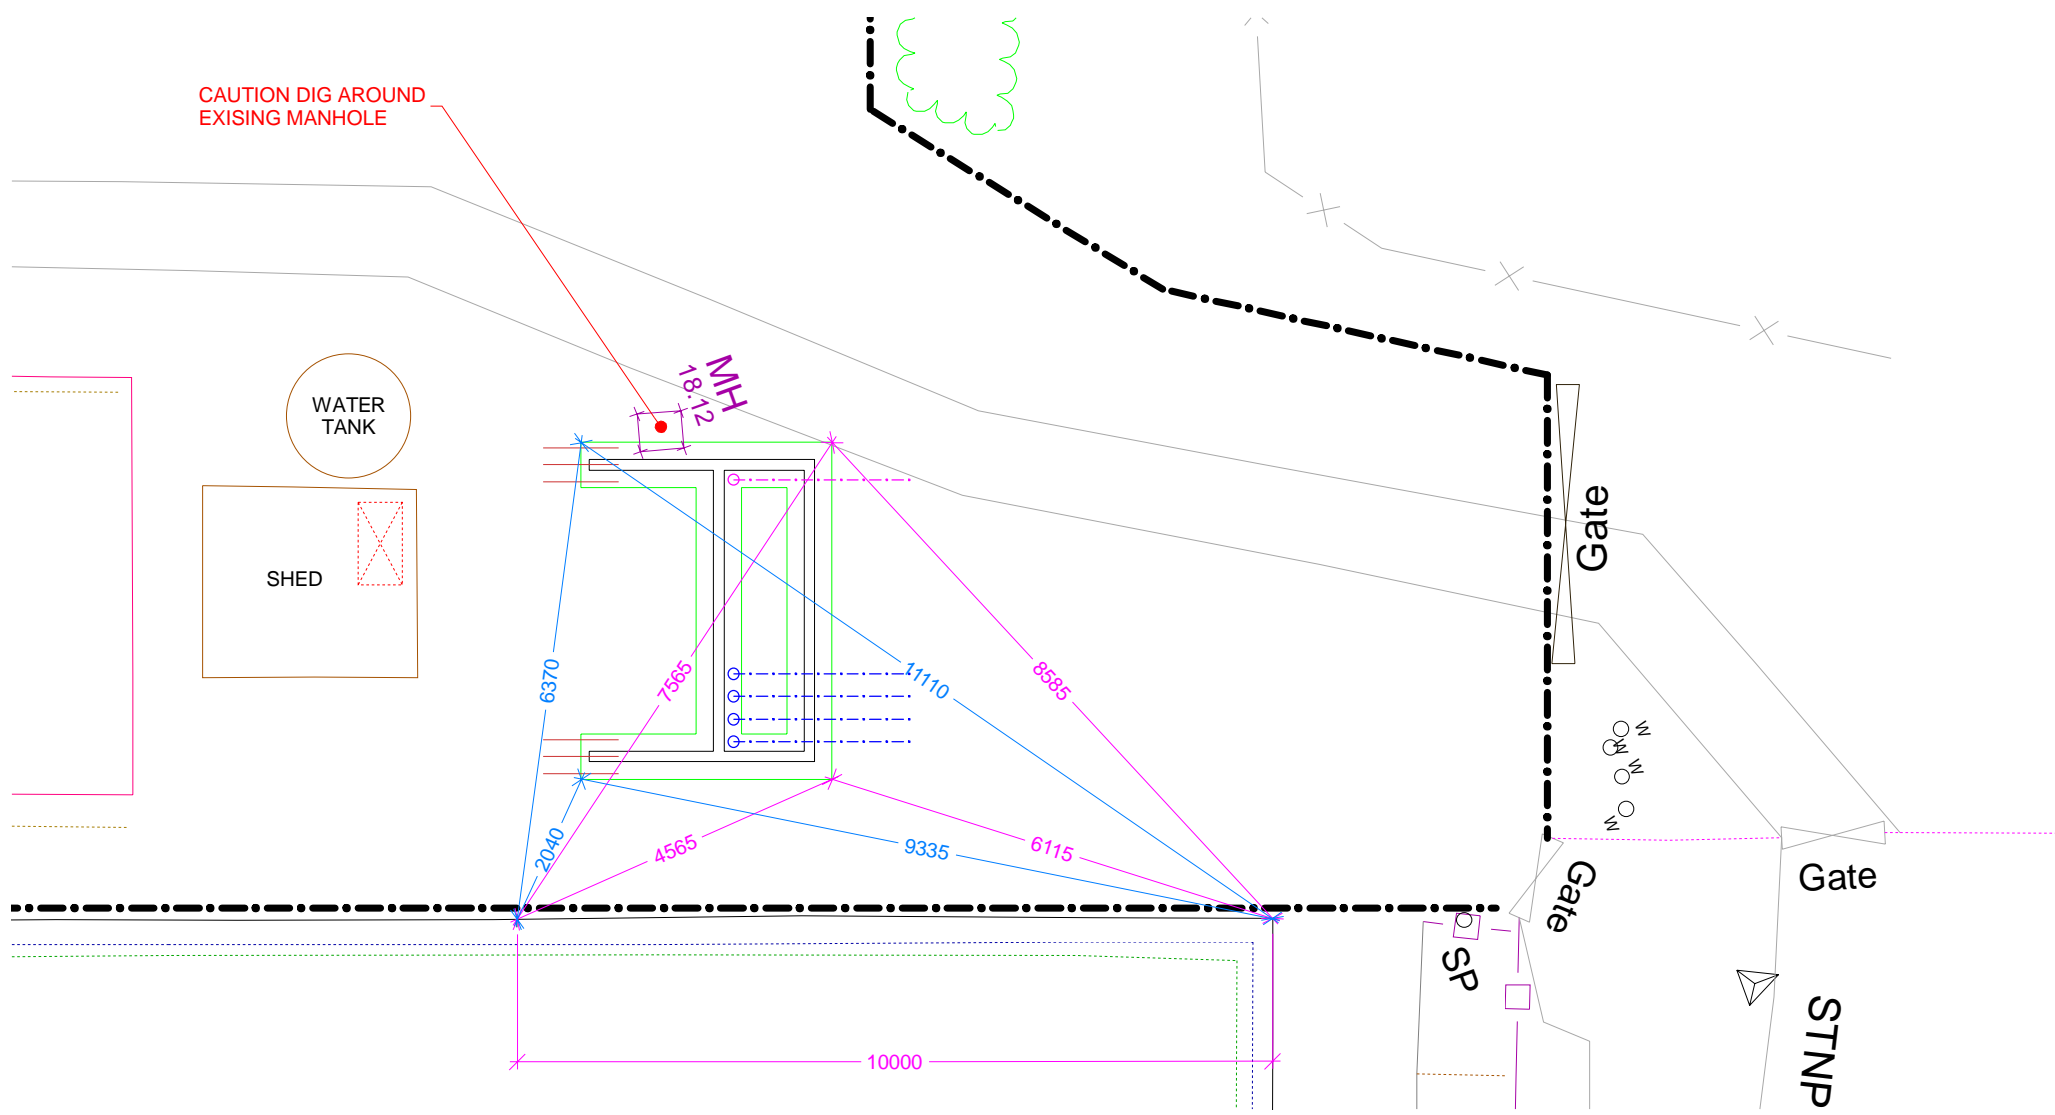 CAUTION DIG AROUND
EXISING MANHOLE
MH
18.12
WATER
TANK
SHED
Gate
6370
7565
11110
8585
W
W
W
W
2040
4565
9335
6115
Gate
Gate
SP
STNP
10000